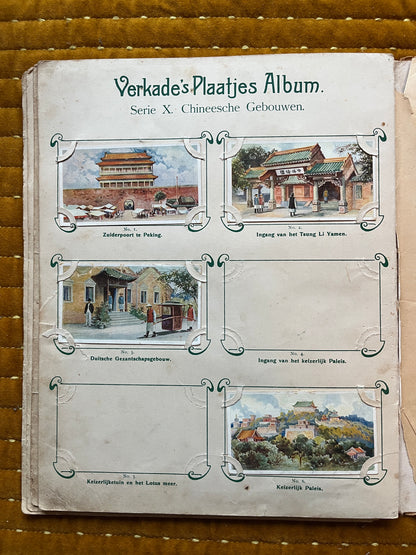 Verkade's Plaatjes Album.
Serie X. Chineesche Gebouwen.
No. 1.
Zuiderpoort te Peking.
No. 2.
Ingang van het Tsung Li Yamen.
No. 3.
Duitsche Gezantschapsgebouw.
No. 4.
Ingang van het keizerlijk Paleis.
No. 5
Keizerlijketuin en het Lotus meer.
No. 6.
Keizerlijk Paleis.